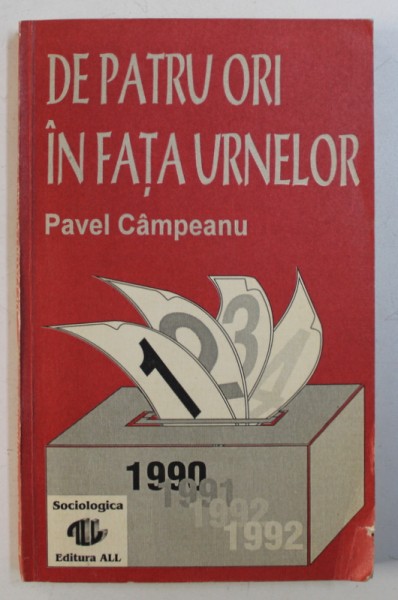 DE PATRU ORI
ÎN FAȚA URNELOR
Pavel Câmpeanu
1
2
3
4
1990
1991
1992
1992
Sociologica
ALL
Editura ALL